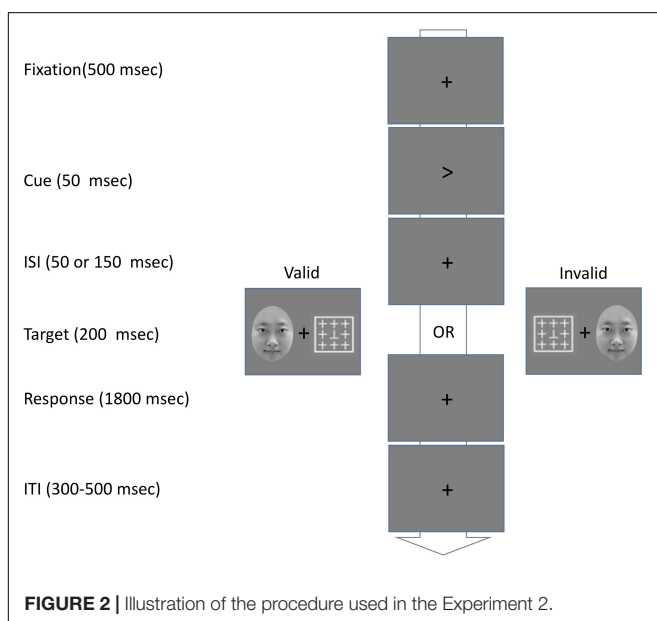 Fixation(500 msec)
+
Cue (50 msec)
>
ISI (50 or 150 msec)
+
Valid
Invalid
+
+
Target (200 msec)
OR
Response (1800 msec)
+
ITI (300-500 msec)
+
FIGURE 2 | Illustration of the procedure used in the Experiment 2.